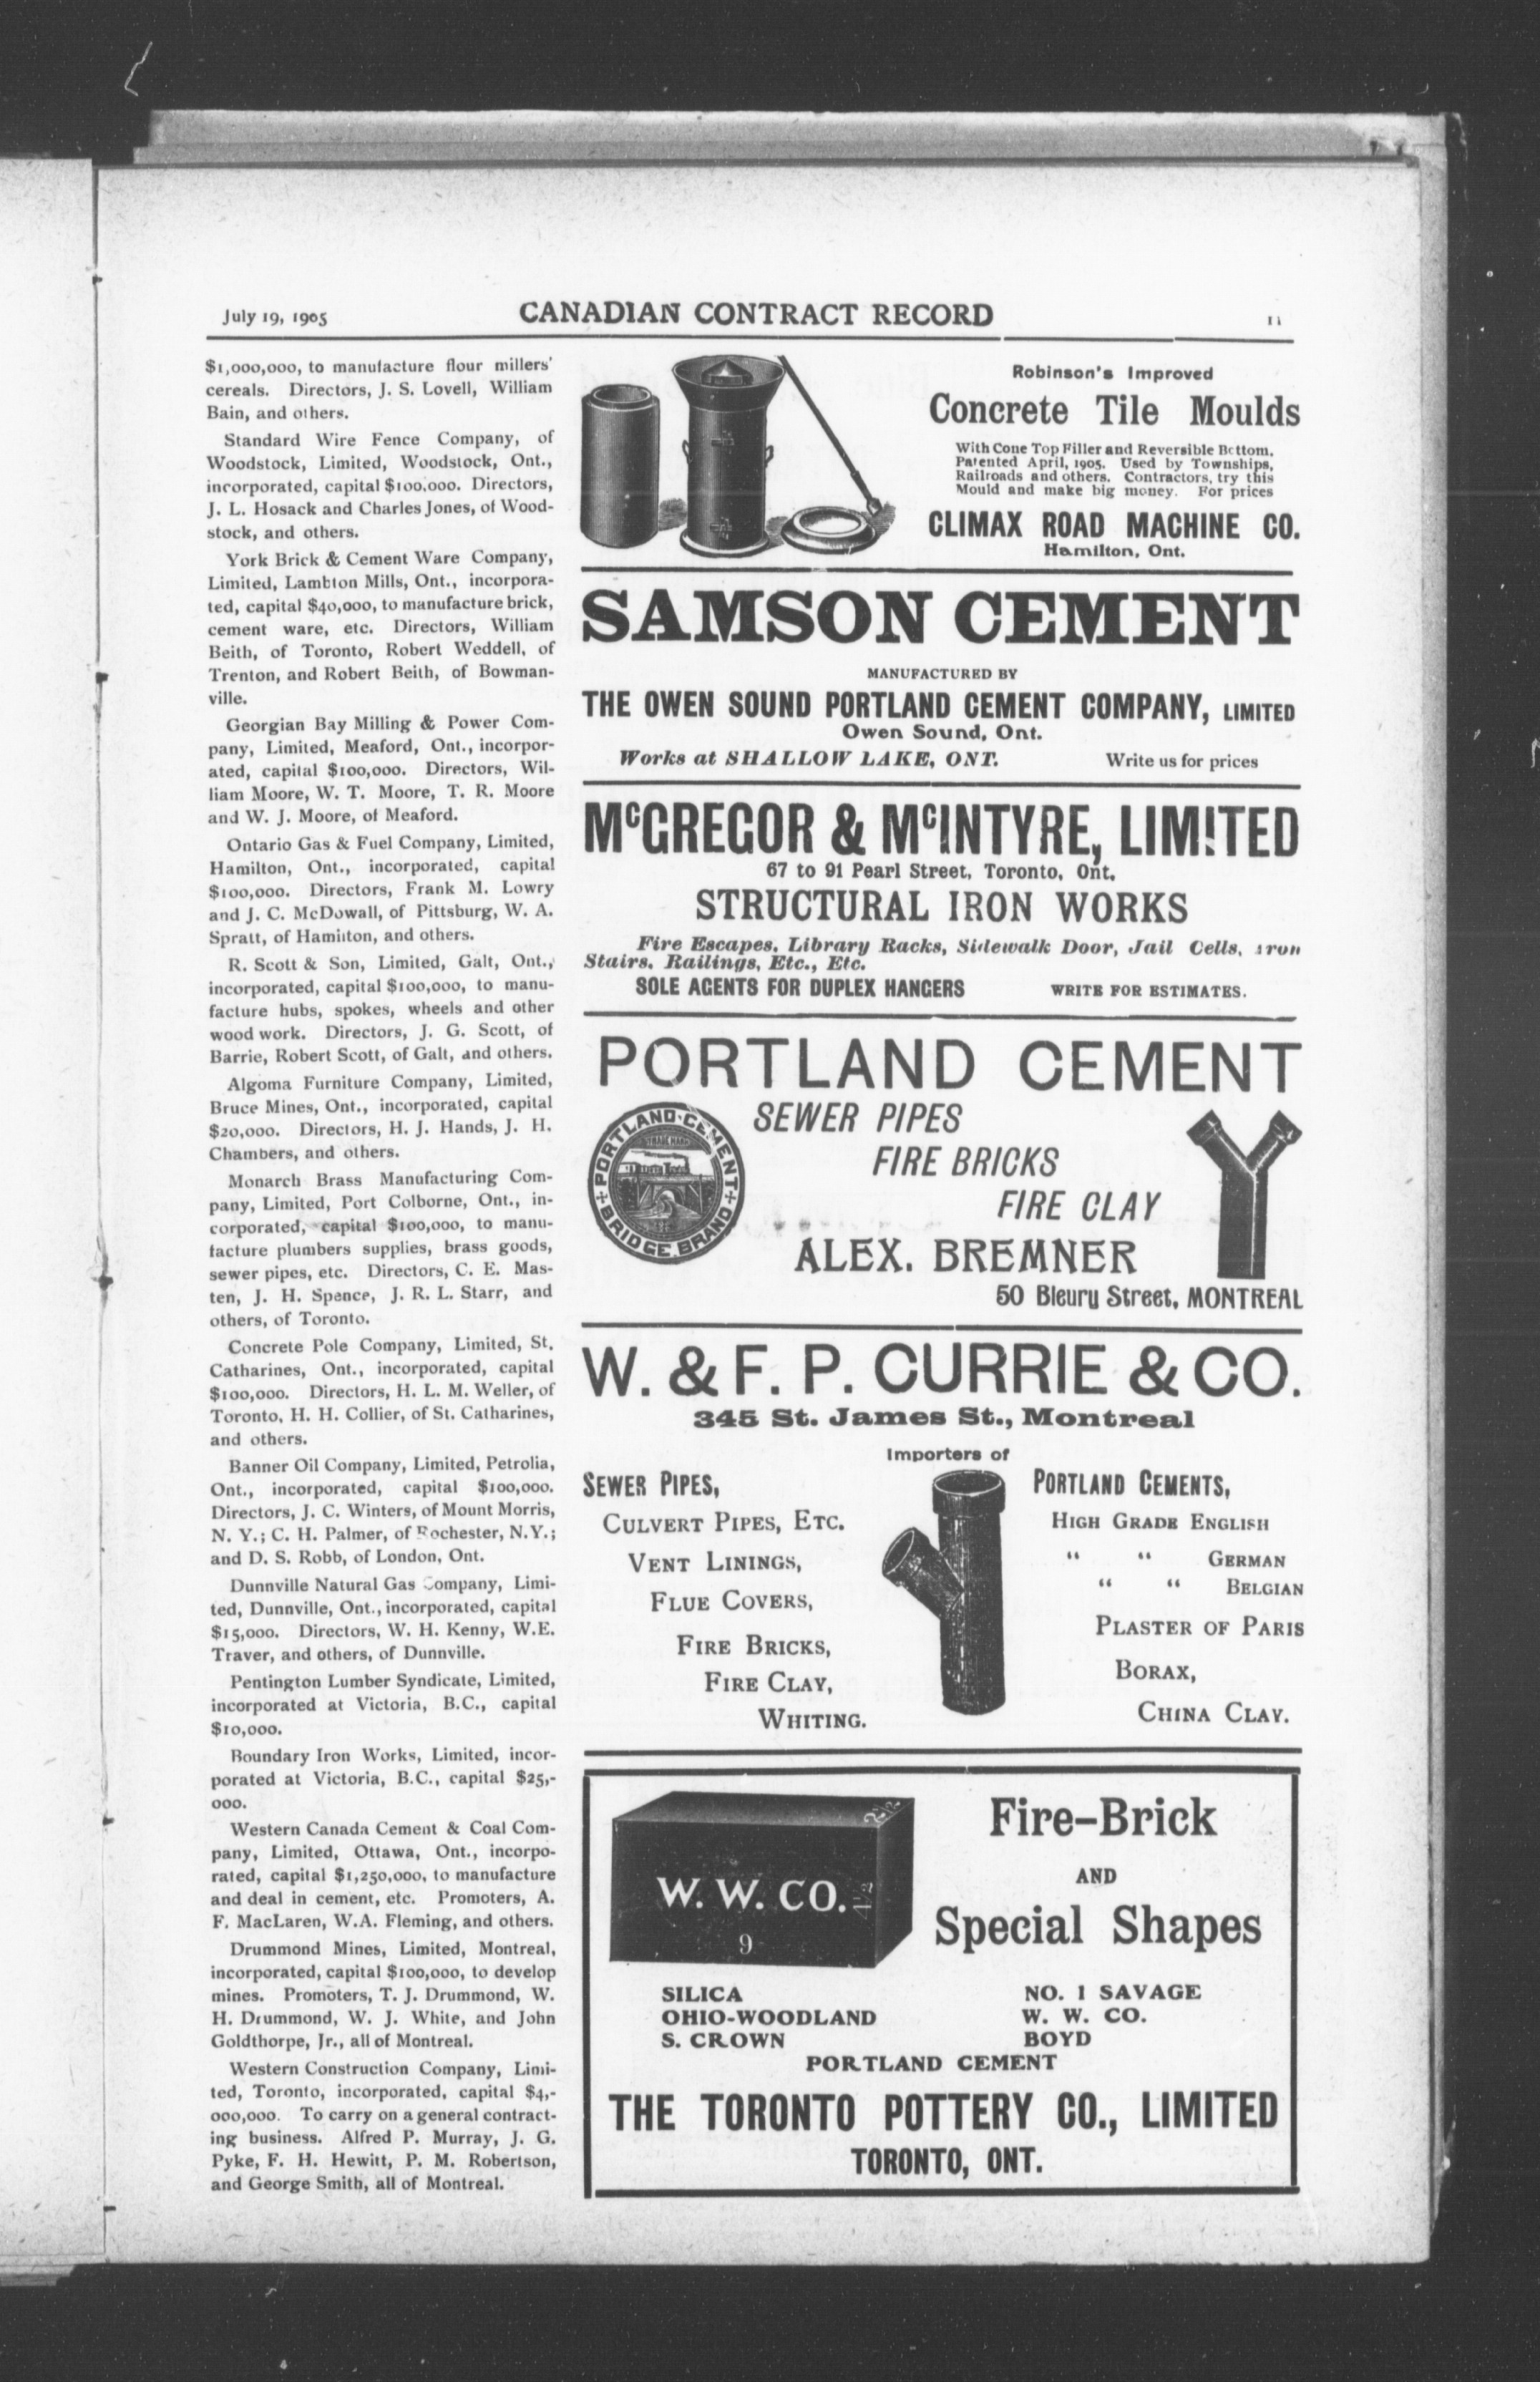 July 19, 1905
CANADIAN CONTRACT RECORD
11
$1,000,000, to manufacture flour millers'
cereals. Directors, J. S. Lovell, William
Bain, and others.
Standard Wire Fence Company, of
Woodstock, Limited, Woodstock, Ont.,
incorporated, capital $100,000. Directors,
J. L. Hosack and Charles Jones, of Wood-
stock, and others.
York Brick & Cement Ware Company,
Limited, Lambton Mills, Ont., incorpora-
ted, capital $40,000, to manufacture brick,
cement ware, etc. Directors, William
Beith, of Toronto, Robert Weddell, of
Trenton, and Robert Beith, of Bowman-
ville.
Georgian Bay Milling & Power Com-
pany, Limited, Meaford, Ont., incorpor-
ated, capital $100,000. Directors, Wil-
liam Moore, W. T. Moore, T. R. Moore
and W. J. Moore, of Meaford.
Ontario Gas & Fuel Company, Limited,
Hamilton, Ont., incorporated, capital
$100,000. Directors, Frank M. Lowry
and J. C. McDowall, of Pittsburg, W. A.
Spratt, of Hamilton, and others.
R. Scott & Son, Limited, Galt, Ont.,
incorporated, capital $100,000, to manu-
facture hubs, spokes, wheels and other
wood work. Directors, J. G. Scott, of
Barrie, Robert Scott, of Galt, and others.
Algoma Furniture Company, Limited,
Bruce Mines, Ont., incorporated, capital
$20,000. Directors, H. J. Hands, J. H.
Chambers, and others.
Monarch Brass Manufacturing Com-
pany, Limited, Port Colborne, Ont., in-
corporated, capital $100,000, to manu-
facture plumbers supplies, brass goods,
sewer pipes, etc. Directors, C. E. Mas-
ten, J. H. Spence, J. R. L. Starr, and
others, of Toronto.
Concrete Pole Company, Limited, St.
Catharines, Ont., incorporated, capital
$100,000. Directors, H. L. M. Weller, of
Toronto, H. H. Collier, of St. Catharines,
and others.
Banner Oil Company, Limited, Petrolia,
Ont., incorporated, capital $100,000.
Directors, J. C. Winters, of Mount Morris,
N. Y.; C. H. Palmer, of Rochester, N.Y.;
and D. S. Robb, of London, Ont.
Dunnville Natural Gas Company, Limi-
ted, Dunnville, Ont., incorporated, capital
$15,000. Directors, W. H. Kenny, W.E.
Traver, and others, of Dunnville.
Pentington Lumber Syndicate, Limited,
incorporated at Victoria, B.C., capital
$10,000.
Boundary Iron Works, Limited, incor-
porated at Victoria, B.C., capital $25,-
000.
Western Canada Cement & Coal Com-
pany, Limited, Ottawa, Ont., incorpo-
rated, capital $1,250,000, to manufacture
and deal in cement, etc. Promoters, A.
F. MacLaren, W.A. Fleming, and others.
Drummond Mines, Limited, Montreal,
incorporated, capital $100,000, to develop
mines. Promoters, T. J. Drummond, W.
H. Drummond, W. J. White, and John
Goldthorpe, Jr., all of Montreal.
Western Construction Company, Limi-
ted, Toronto, incorporated, capital $4,-
000,000. To carry on a general contract-
ing business. Alfred P. Murray, J. G.
Pyke, F. H. Hewitt, P. M. Robertson,
and George Smith, all of Montreal.
Robinson's Improved
Concrete Tile Moulds
With Cone Top Filler and Reversible Bottom.
Patented April, 1905. Used by Townships,
Railroads and others. Contractors, try this
Mould and make big money. For prices
CLIMAX ROAD MACHINE CO.
Hamilton, Ont.
SAMSON CEMENT
MANUFACTURED BY
THE OWEN SOUND PORTLAND CEMENT COMPANY, LIMITED
Owen Sound, Ont.
Works at SHALLOW LAKE, ONT. Write us for prices
McGREGOR & McINTYRE, LIMITED
67 to 91 Pearl Street, Toronto, Ont.
STRUCTURAL IRON WORKS
Fire Escapes, Library Racks, Sidewalk Door, Jail Cells, Iron
Stairs, Railings, Etc., Etc.
SOLE AGENTS FOR DUPLEX HANGERS WRITE FOR ESTIMATES.
PORTLAND CEMENT
PORTLAND-CEMENT
TRADE MARK
BRIDGE BRAND
SEWER PIPES
FIRE BRICKS
FIRE CLAY
ALEX. BREMNER
50 Bleury Street, MONTREAL
W. & F. P. CURRIE & CO.
345 St. James St., Montreal
Importers of
SEWER PIPES,
CULVERT PIPES, ETC.
VENT LININGS,
FLUE COVERS,
FIRE BRICKS,
FIRE CLAY,
WHITING.
PORTLAND CEMENTS,
HIGH GRADE ENGLISH
" " GERMAN
" " BELGIAN
PLASTER OF PARIS
BORAX,
CHINA CLAY.
2½
W. W. CO.
4½
9
Fire-Brick
AND
Special Shapes
SILICA
OHIO-WOODLAND
S. CROWN
NO. 1 SAVAGE
W. W. CO.
BOYD
PORTLAND CEMENT
THE TORONTO POTTERY CO., LIMITED
TORONTO, ONT.